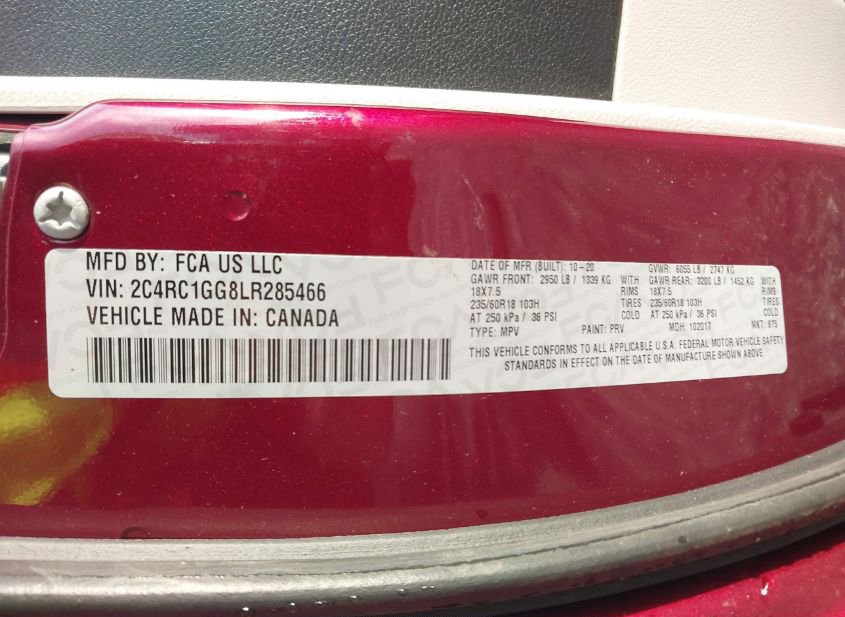 MFD BY: FCA US LLC
VIN: 2C4RC1GG8LR285466
VEHICLE MADE IN: CANADA
DATE OF MFR (BUILT): 10-20 GVWR: 6055 LB / 2747 KG
GAWR FRONT: 2950 LB / 1339 KG WITH GAWR REAR: 3200 LB / 1452 KG WITH
18X7.5 RIMS 18X7.5 RIMS
235/60R18 103H TIRES 235/60R18 103H TIRES
AT 250 kPa / 36 PSI COLD AT 250 kPa / 36 PSI COLD
TYPE: MPV PAINT: PRV MDH: 102017 MKT: 875
THIS VEHICLE CONFORMS TO ALL APPLICABLE U.S.A. FEDERAL MOTOR VEHICLE SAFETY
STANDARDS IN EFFECT ON THE DATE OF MANUFACTURE SHOWN ABOVE.